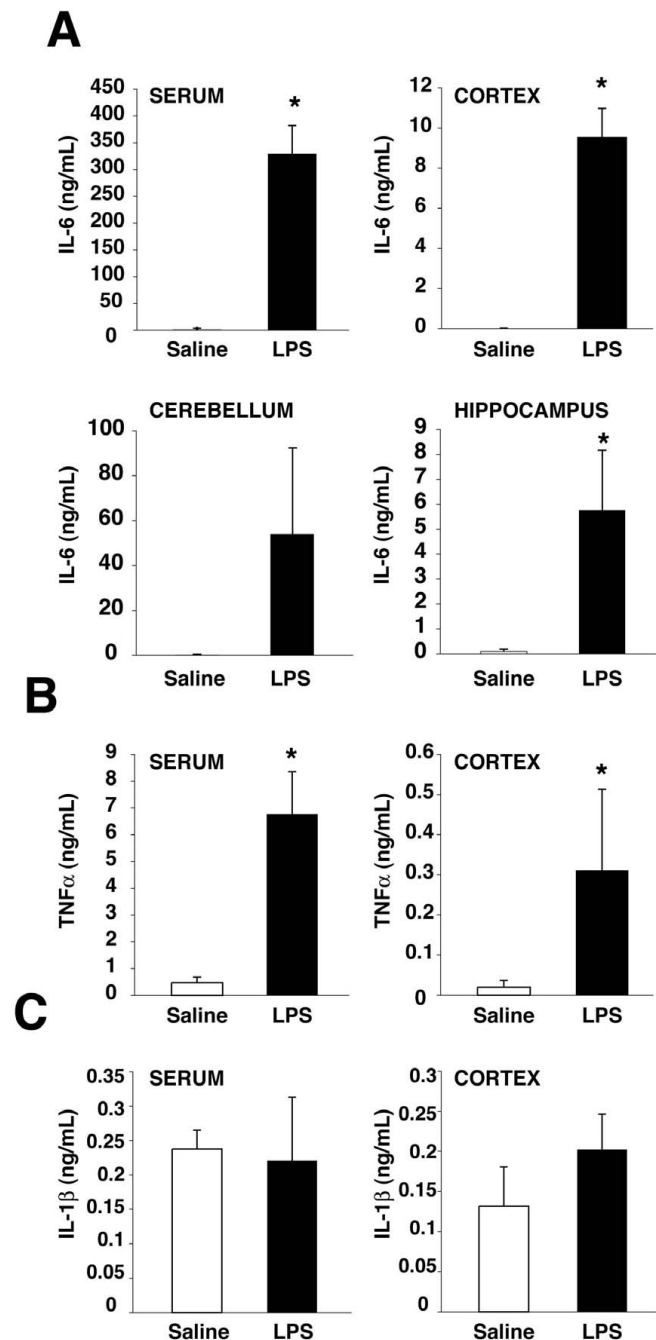 A
SERUM
*
IL-6 (ng/mL)
450
400
350
300
250
200
150
100
50
0
Saline LPS
CORTEX
*
IL-6 (ng/mL)
12
10
8
6
4
2
0
Saline LPS
CEREBELLUM
IL-6 (ng/mL)
100
80
60
40
20
0
Saline LPS
HIPPOCAMPUS
*
IL-6 (ng/mL)
9
8
7
6
5
4
3
2
1
0
Saline LPS
B
SERUM
*
TNFα (ng/mL)
9
8
7
6
5
4
3
2
1
0
Saline LPS
CORTEX
*
TNFα (ng/mL)
0.6
0.5
0.4
0.3
0.2
0.1
0
Saline LPS
C
SERUM
IL-1β (ng/mL)
0.35
0.3
0.25
0.2
0.15
0.1
0.05
0
Saline LPS
CORTEX
IL-1β (ng/mL)
0.3
0.25
0.2
0.15
0.1
0.05
0
Saline LPS